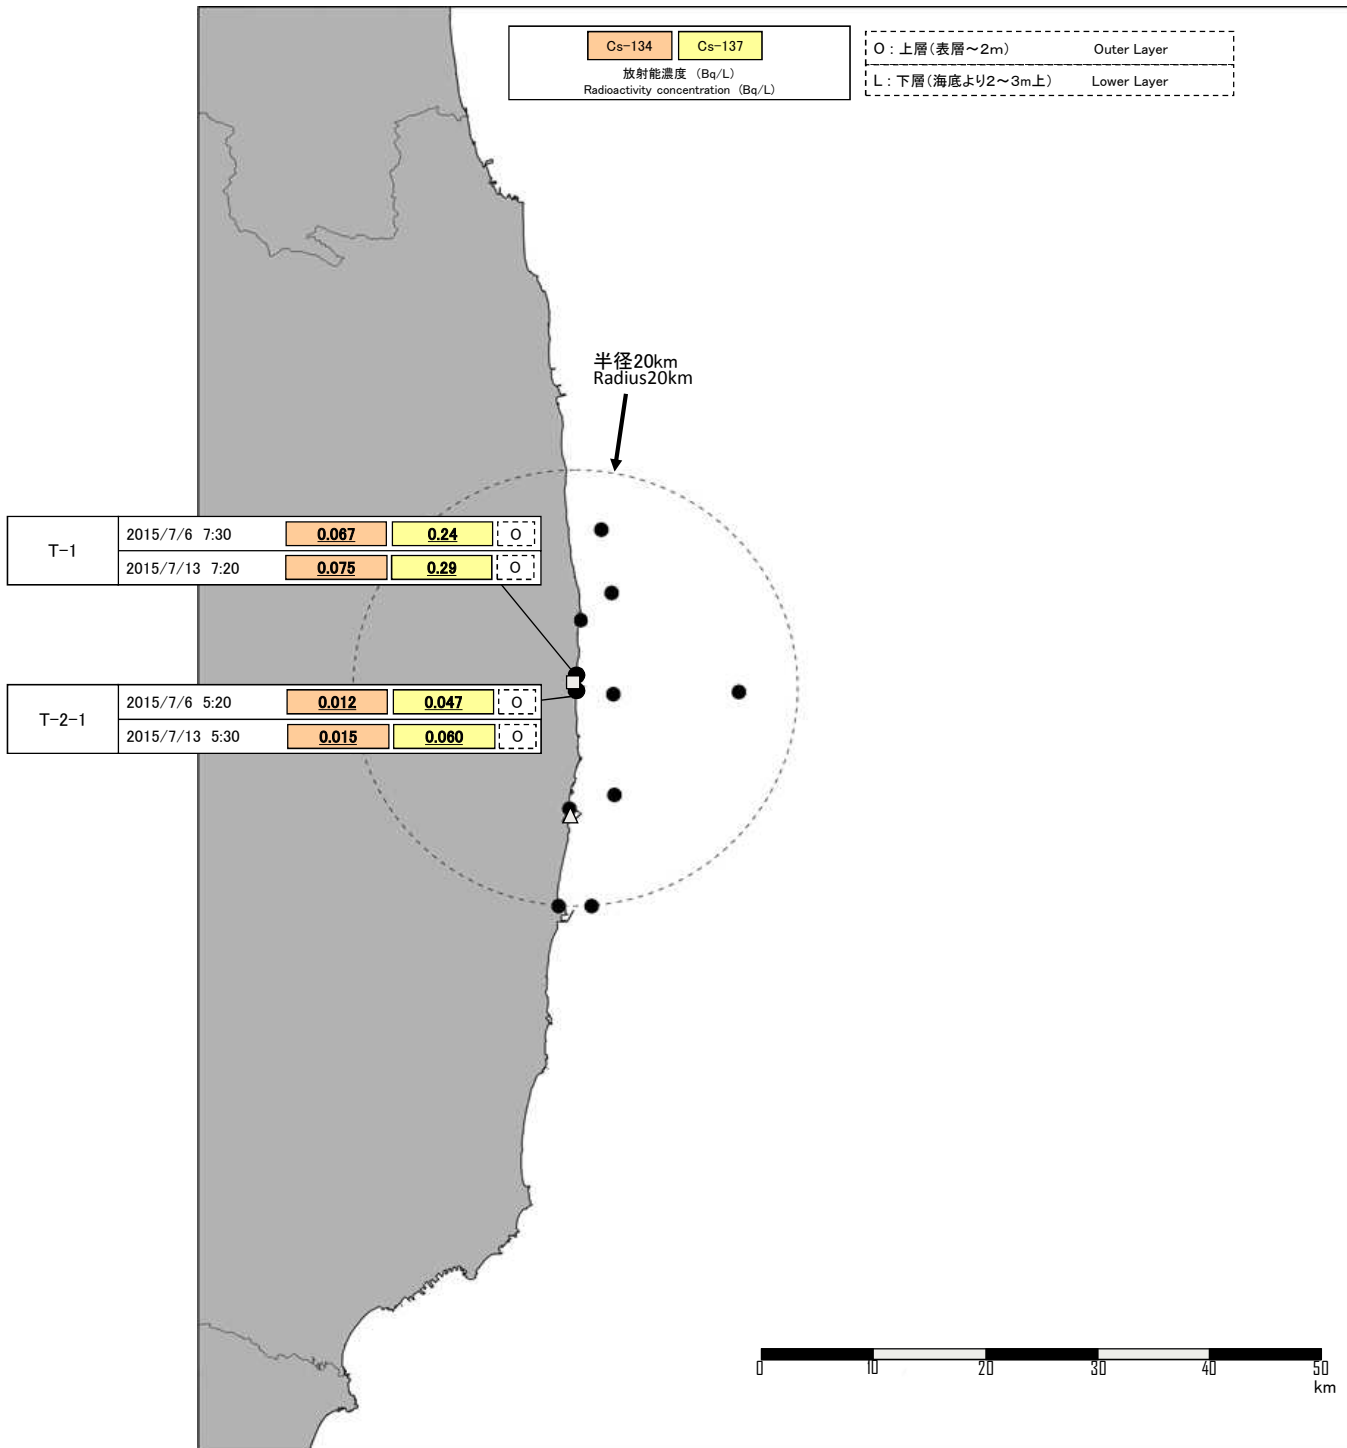 Cs-134 Cs-137
放射能濃度 (Bq/L)
Radioactivity concentration (Bq/L)
O : 上層(表層～2m) Outer Layer
L : 下層(海底より2～3m上) Lower Layer
半径20km
Radius20km
T-1
2015/7/6 7:30 0.067 0.24 O
2015/7/13 7:20 0.075 0.29 O
T-2-1
2015/7/6 5:20 0.012 0.047 O
2015/7/13 5:30 0.015 0.060 O
0 10 20 30 40 50
km